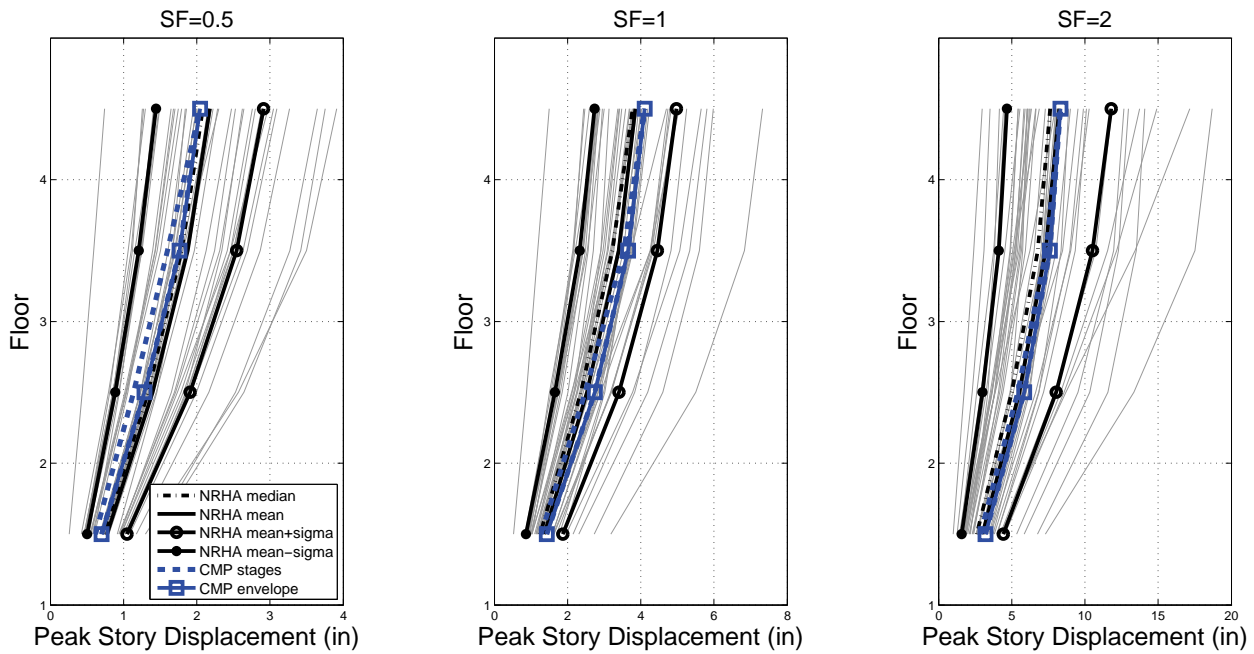 SF=0.5
Floor
4
3
2
1
0 1 2 3 4
Peak Story Displacement (in)
NRHA median
NRHA mean
NRHA mean+sigma
NRHA mean−sigma
CMP stages
CMP envelope
SF=1
Floor
4
3
2
1
0 2 4 6 8
Peak Story Displacement (in)
SF=2
Floor
4
3
2
1
0 5 10 15 20
Peak Story Displacement (in)